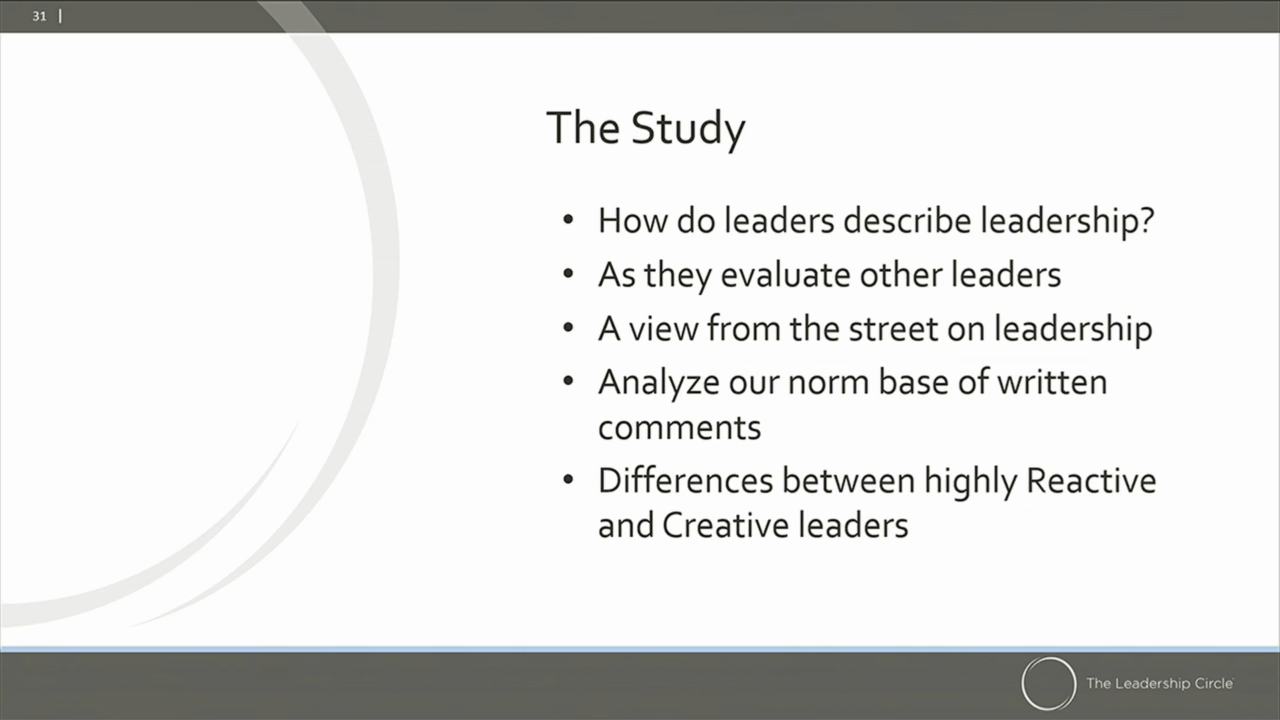 31 |
The Study
• How do leaders describe leadership?
• As they evaluate other leaders
• A view from the street on leadership
• Analyze our norm base of written
comments
• Differences between highly Reactive
and Creative leaders
The Leadership Circle